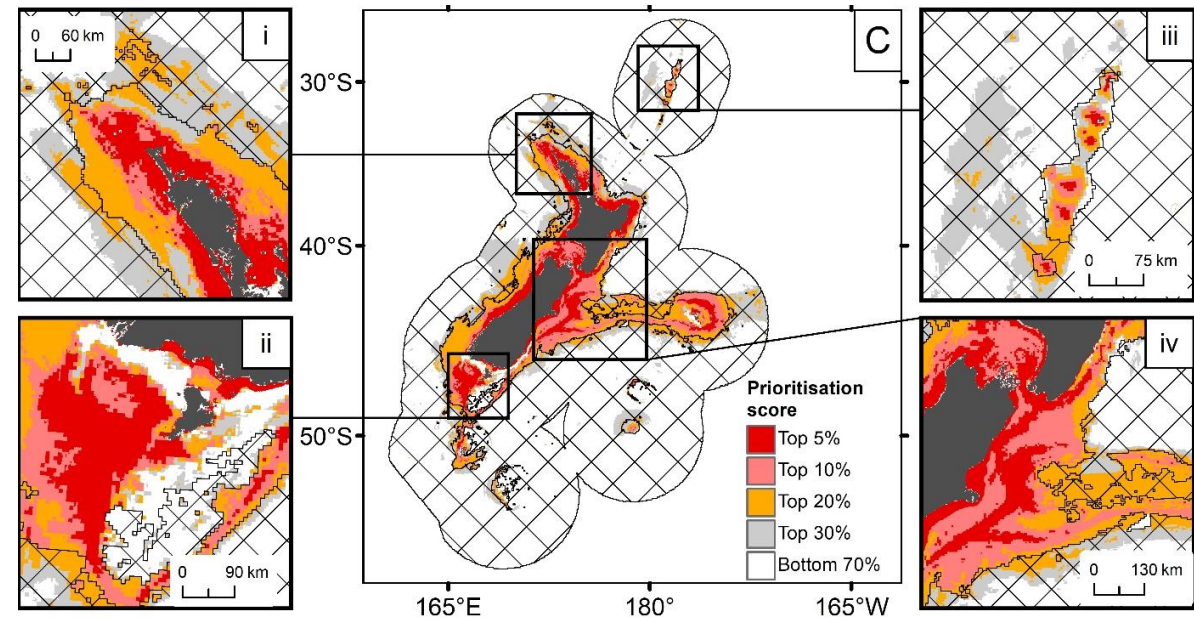 i
0 60 km
C
iii
30°S
40°S
50°S
0 75 km
ii
0 90 km
Prioritisation
score
Top 5%
Top 10%
Top 20%
Top 30%
Bottom 70%
iv
0 130 km
165°E
180°
165°W